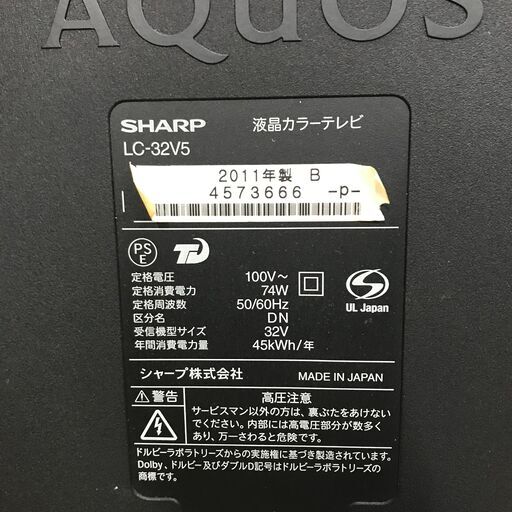 AQUOS
SHARP 液晶カラーテレビ
LC-32V5
2011年製 B
4573666 -p-
PS
E
定格電圧 100V～
定格消費電力 74W
定格周波数 50/60Hz
区分名 DN
受信機型サイズ 32V
年間消費電力量 45kWh/年
UL Japan
シャープ株式会社 MADE IN JAPAN
警告 高圧注意
サービスマン以外の方は、裏ぶたをあけない
でください。内部には高電圧部分が数多く
あり、万一さわると危険です。
ドルビーラボラトリーズからの実施権に基づき製造されています。
Dolby、ドルビー及びダブルD記号はドルビーラボラトリーズの
商標です。